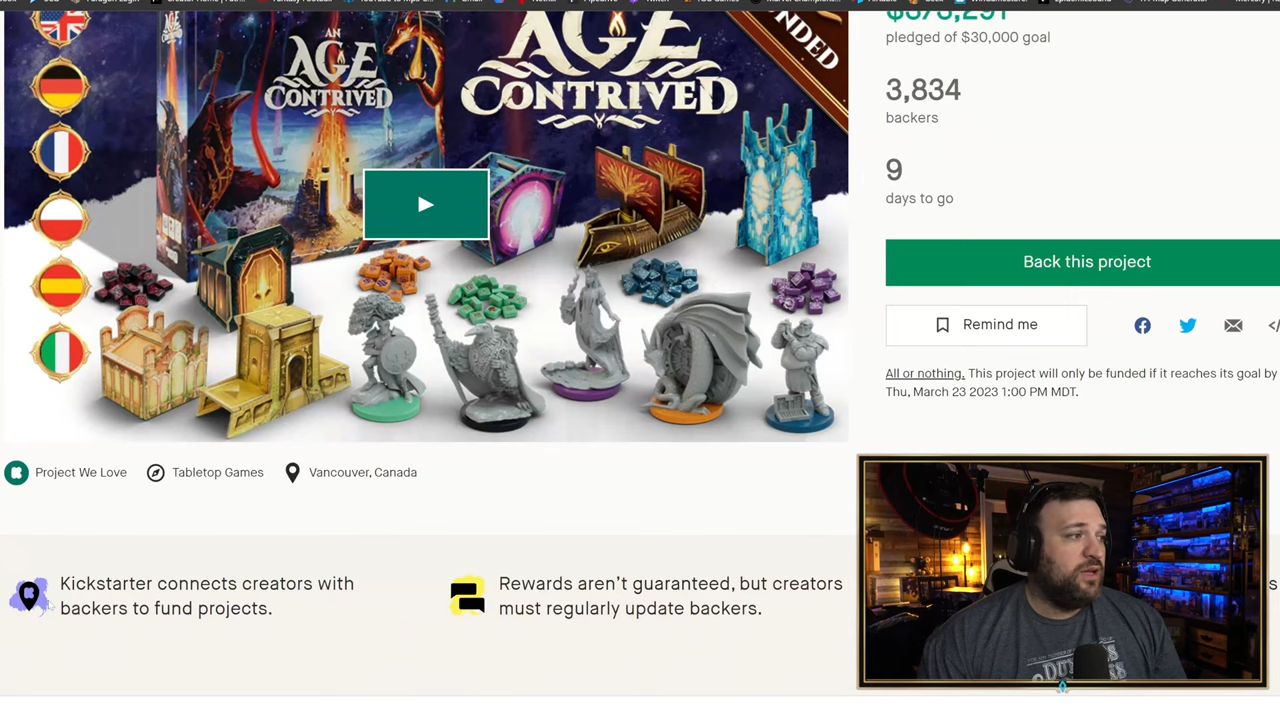 AN
AGE
CONTRIVED
AGE
CONTRIVED
pledged of $30,000 goal
3,834
backers
9
days to go
Back this project
Remind me
All or nothing. This project will only be funded if it reaches its goal by
Thu, March 23 2023 1:00 PM MDT.
Project We Love
Tabletop Games
Vancouver, Canada
Kickstarter connects creators with
backers to fund projects.
Rewards aren't guaranteed, but creators
must regularly update backers.